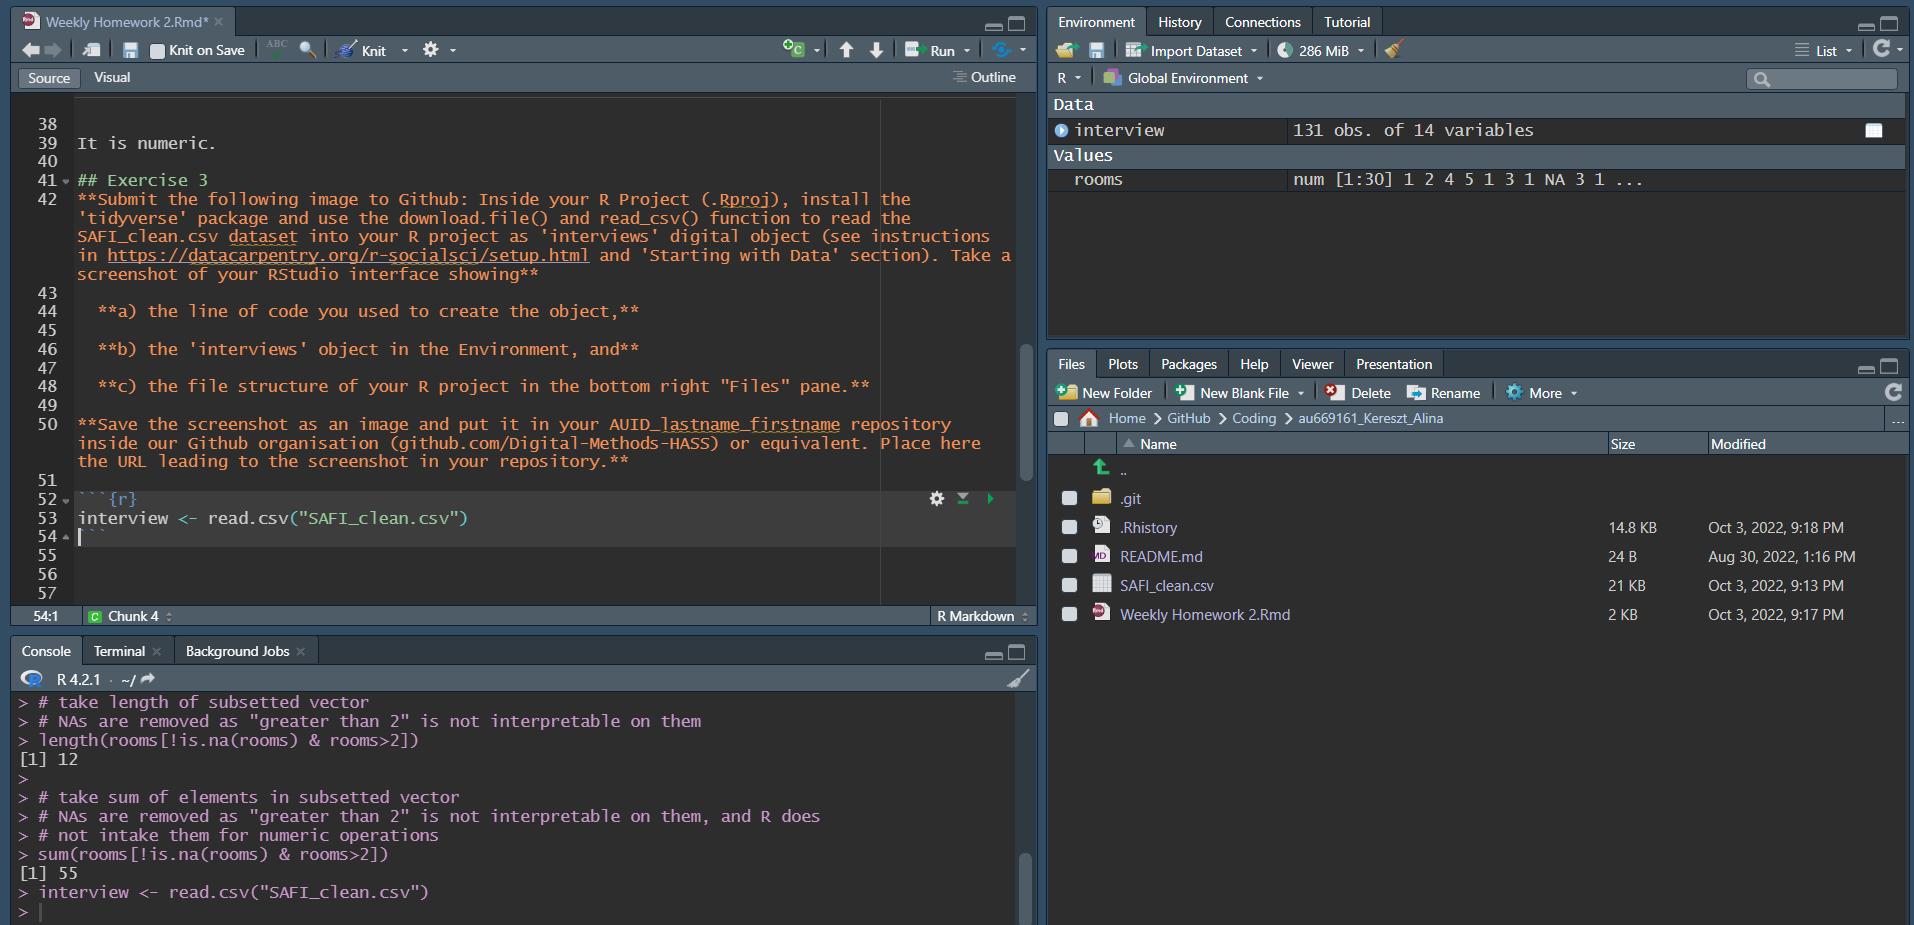 Weekly Homework 2.Rmd*
Knit on Save
ABC
Knit
Run
Source
Visual
Outline
38
39 It is numeric.
40
41 ## Exercise 3
42 **Submit the following image to Github: Inside your R Project (.Rproj), install the
'tidyverse' package and use the download.file() and read_csv() function to read the
SAFI_clean.csv dataset into your R project as 'interviews' digital object (see instructions
in https://datacarpentry.org/r-socialsci/setup.html and 'Starting with Data' section). Take a
screenshot of your RStudio interface showing**
43
44 **a) the line of code you used to create the object,**
45
46 **b) the 'interviews' object in the Environment, and**
47
48 **c) the file structure of your R project in the bottom right "Files" pane.**
49
50 **Save the screenshot as an image and put it in your AUID_lastname_firstname repository
inside our Github organisation (github.com/Digital-Methods-HASS) or equivalent. Place here
the URL leading to the screenshot in your repository.**
51
52 ```{r}
53 interview <- read.csv("SAFI_clean.csv")
54 ```
55
56
57
54:1
C Chunk 4
R Markdown
Console Terminal Background Jobs
R R 4.2.1 · ~/
> # take length of subsetted vector
> # NAs are removed as "greater than 2" is not interpretable on them
> length(rooms[!is.na(rooms) & rooms>2])
[1] 12
>
> # take sum of elements in subsetted vector
> # NAs are removed as "greater than 2" is not interpretable on them, and R does
> # not intake them for numeric operations
> sum(rooms[!is.na(rooms) & rooms>2])
[1] 55
> interview <- read.csv("SAFI_clean.csv")
>
Environment History Connections Tutorial
Import Dataset 286 MiB List
R Global Environment
Data
interview 131 obs. of 14 variables
Values
rooms num [1:30] 1 2 4 5 1 3 1 NA 3 1 ...
Files Plots Packages Help Viewer Presentation
New Folder New Blank File Delete Rename More
Home GitHub Coding au669161_Kereszt_Alina ...
Name Size Modified
..
.git
.Rhistory 14.8 KB Oct 3, 2022, 9:18 PM
MD README.md 24 B Aug 30, 2022, 1:16 PM
SAFI_clean.csv 21 KB Oct 3, 2022, 9:13 PM
Weekly Homework 2.Rmd 2 KB Oct 3, 2022, 9:17 PM